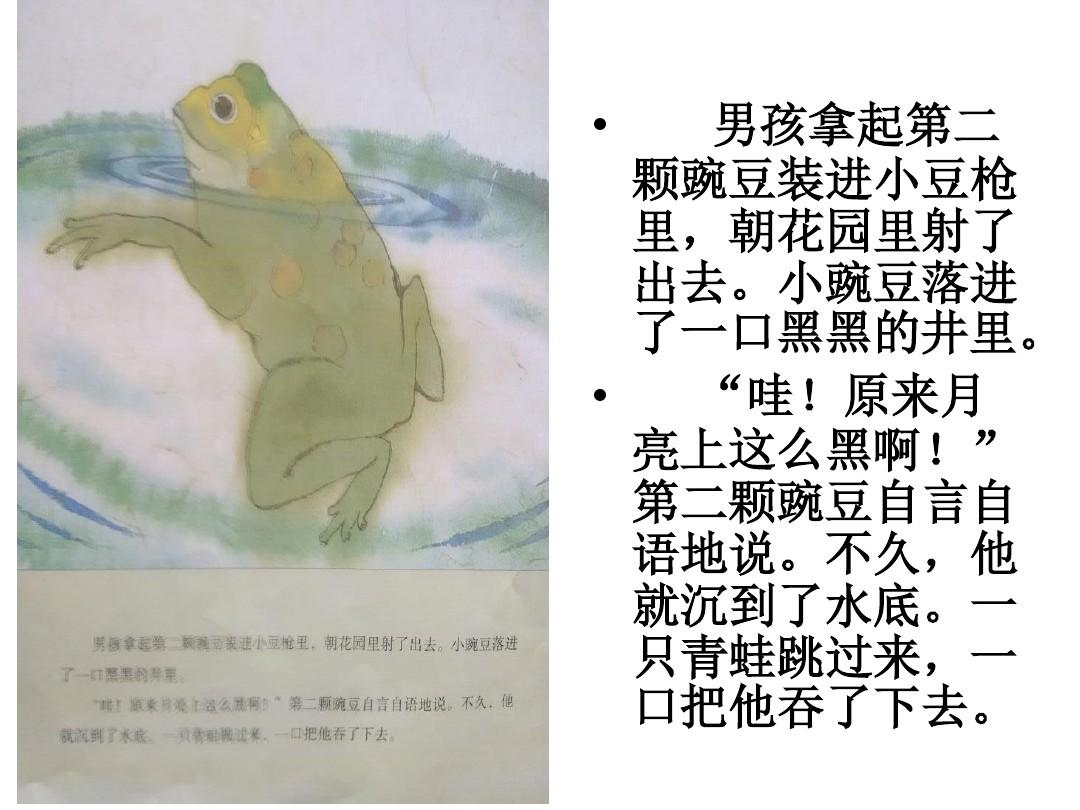 男孩拿起第二颗豌豆装进小豆枪里，朝花园里射了出去。小豌豆落进
了一口黑黑的井里。
“哇！原来月亮上这么黑啊！”第二颗豌豆自言自语地说。不久，他
就沉到了水底。一只青蛙跳过来，一口把他吞了下去。
• 男孩拿起第二
颗豌豆装进小豆枪
里，朝花园里射了
出去。小豌豆落进
了一口黑黑的井里。
• “哇！原来月
亮上这么黑啊！”
第二颗豌豆自言自
语地说。不久，他
就沉到了水底。一
只青蛙跳过来，一
口把他吞了下去。